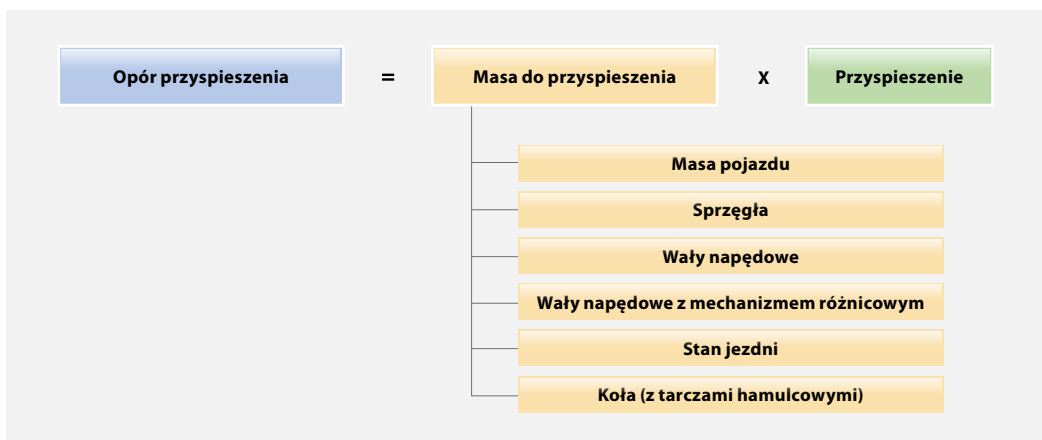 Opór przyspieszenia = Masa do przyspieszenia x Przyspieszenie
Masa pojazdu
Sprzęgła
Wały napędowe
Wały napędowe z mechanizmem różnicowym
Stan jezdni
Koła (z tarczami hamulcowymi)